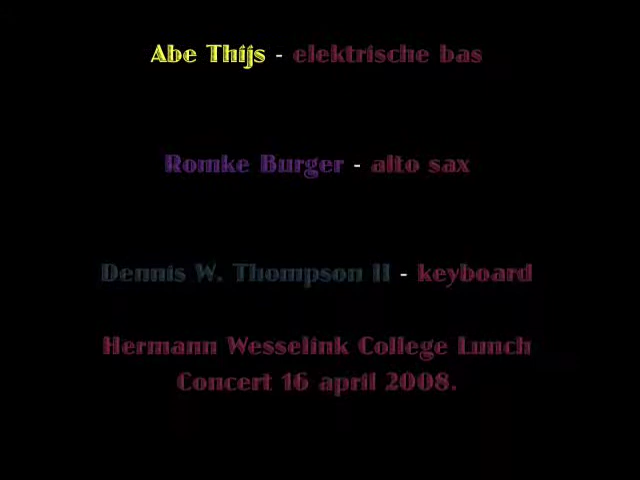 Abe Thijs - elektrische bas
Romke Burger - alto sax
Dennis W. Thompson II - keyboard
Hermann Wesselink College Lunch
Concert 16 april 2008.